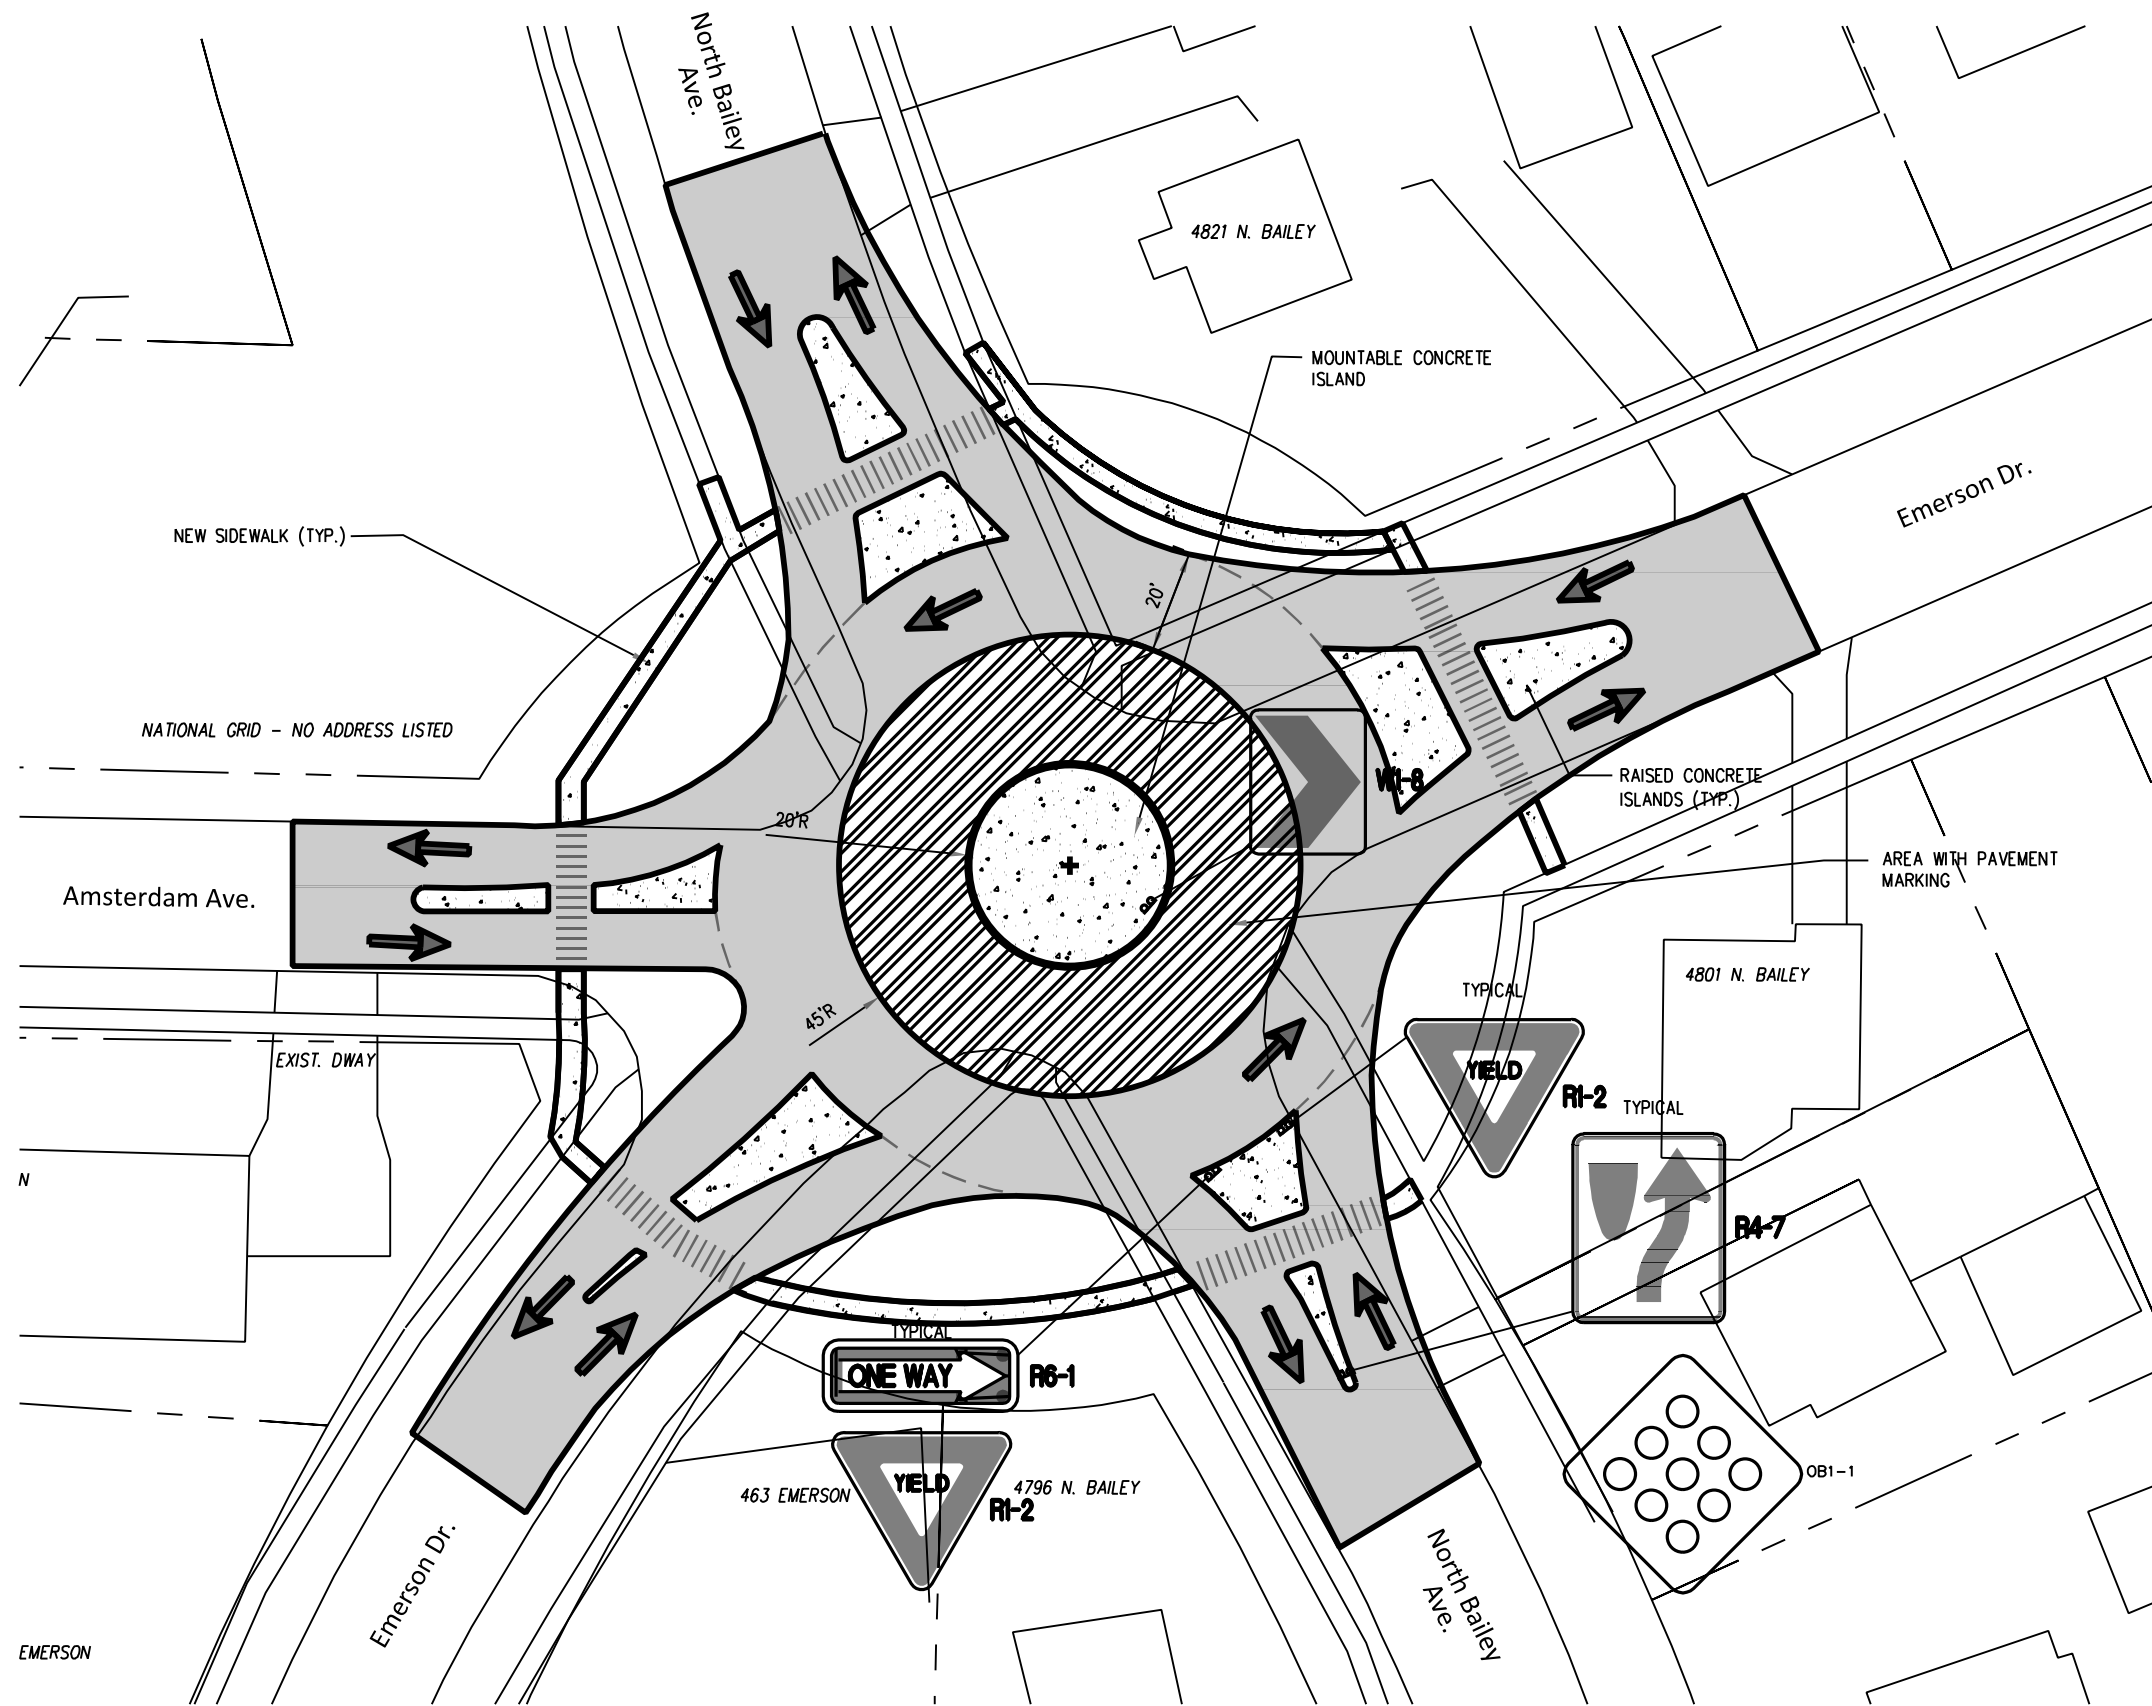 North Bailey
Ave.
4821 N. BAILEY
MOUNTABLE CONCRETE
ISLAND
Emerson Dr.
NEW SIDEWALK (TYP.)
20'
NATIONAL GRID - NO ADDRESS LISTED
W1-8
RAISED CONCRETE
ISLANDS (TYP.)
20'R
AREA WITH PAVEMENT
MARKING
Amsterdam Ave.
4801 N. BAILEY
TYPICAL
45'R
EXIST. DWAY
YIELD
R1-2
TYPICAL
N
R4-7
TYPICAL
ONE WAY
R6-1
YIELD
R1-2
463 EMERSON
4796 N. BAILEY
OB1-1
Emerson Dr.
North Bailey
Ave.
EMERSON